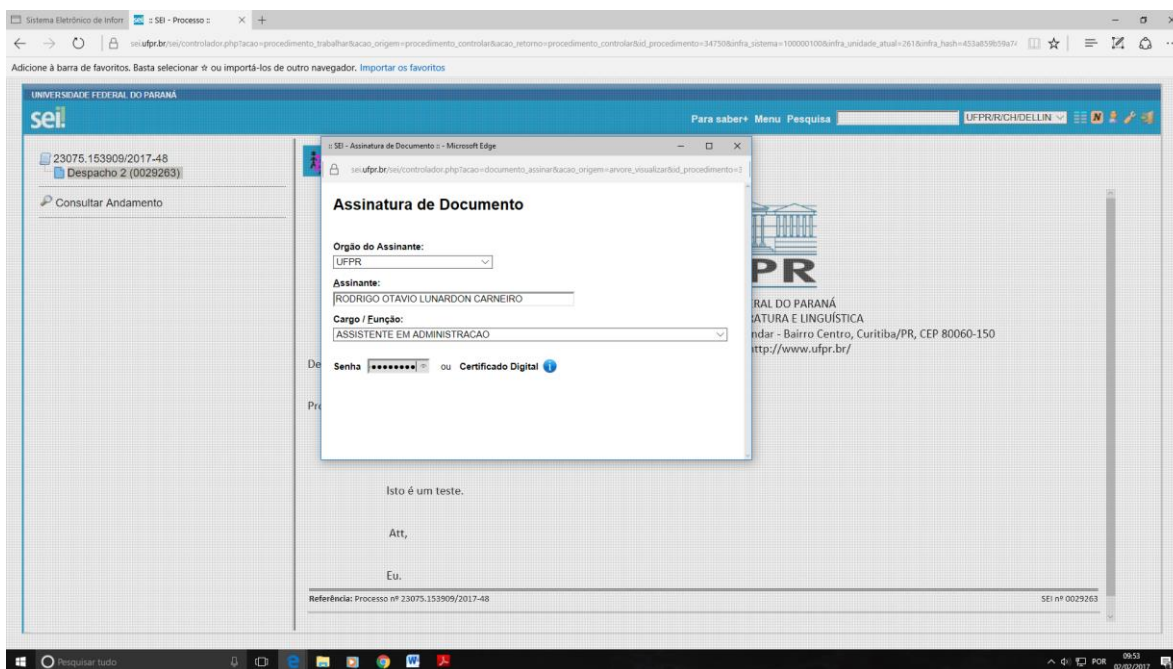 Sistema Eletrônico de Inforr
:: SEI - Processo ::
sei.ufpr.br/sei/controlador.php?acao=procedimento_trabalhar&acao_origem=procedimento_controlar&acao_retorno=procedimento_controlar&id_procedimento=34750&infra_sistema=100000100&infra_unidade_atual=261&infra_hash=453a859b59a7
Adicione à barra de favoritos. Basta selecionar ☆ ou importá-los de outro navegador. Importar os favoritos
UNIVERSIDADE FEDERAL DO PARANÁ
sei!
Para saber+ Menu Pesquisa
UFPR/R/CH/DELLIN
23075.153909/2017-48
Despacho 2 (0029263)
Consultar Andamento
:: SEI - Assinatura de Documento :: - Microsoft Edge
sei.ufpr.br/sei/controlador.php?acao=documento_assinar&acao_origem=arvore_visualizar&id_procedimento=3
Assinatura de Documento
Orgão do Assinante:
UFPR
Assinante:
RODRIGO OTAVIO LUNARDON CARNEIRO
Cargo / Função:
ASSISTENTE EM ADMINISTRACAO
Senha ●●●●●●●● ou Certificado Digital
PR
RAL DO PARANÁ
ATURA E LINGUÍSTICA
ndar - Bairro Centro, Curitiba/PR, CEP 80060-150
ttp://www.ufpr.br/
De
Pro
Isto é um teste.
Att,
Eu.
Referência: Processo nº 23075.153909/2017-48
SEI nº 0029263
Pesquisar tudo
POR
09:53
02/02/2017